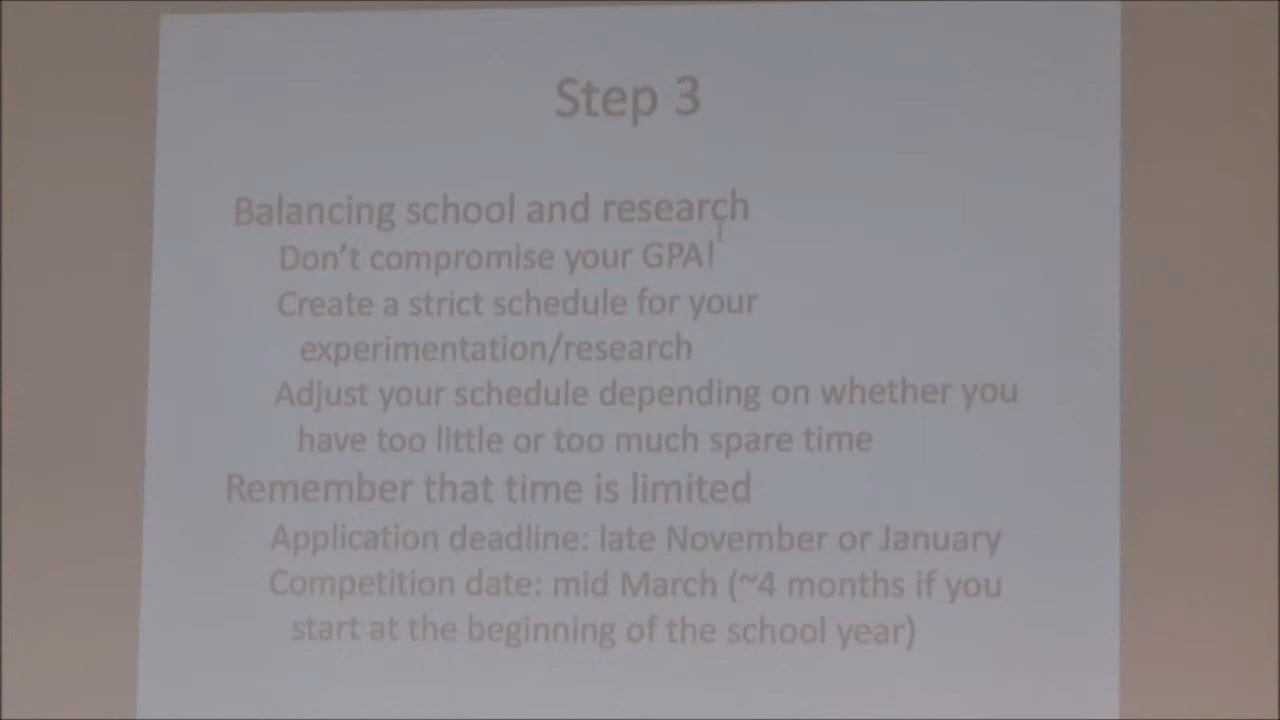 Step 3
Balancing school and research
Don't compromise your GPA!
Create a strict schedule for your
experimentation/research
Adjust your schedule depending on whether you
have too little or too much spare time
Remember that time is limited
Application deadline: late November or January
Competition date: mid March (~4 months if you
start at the beginning of the school year)